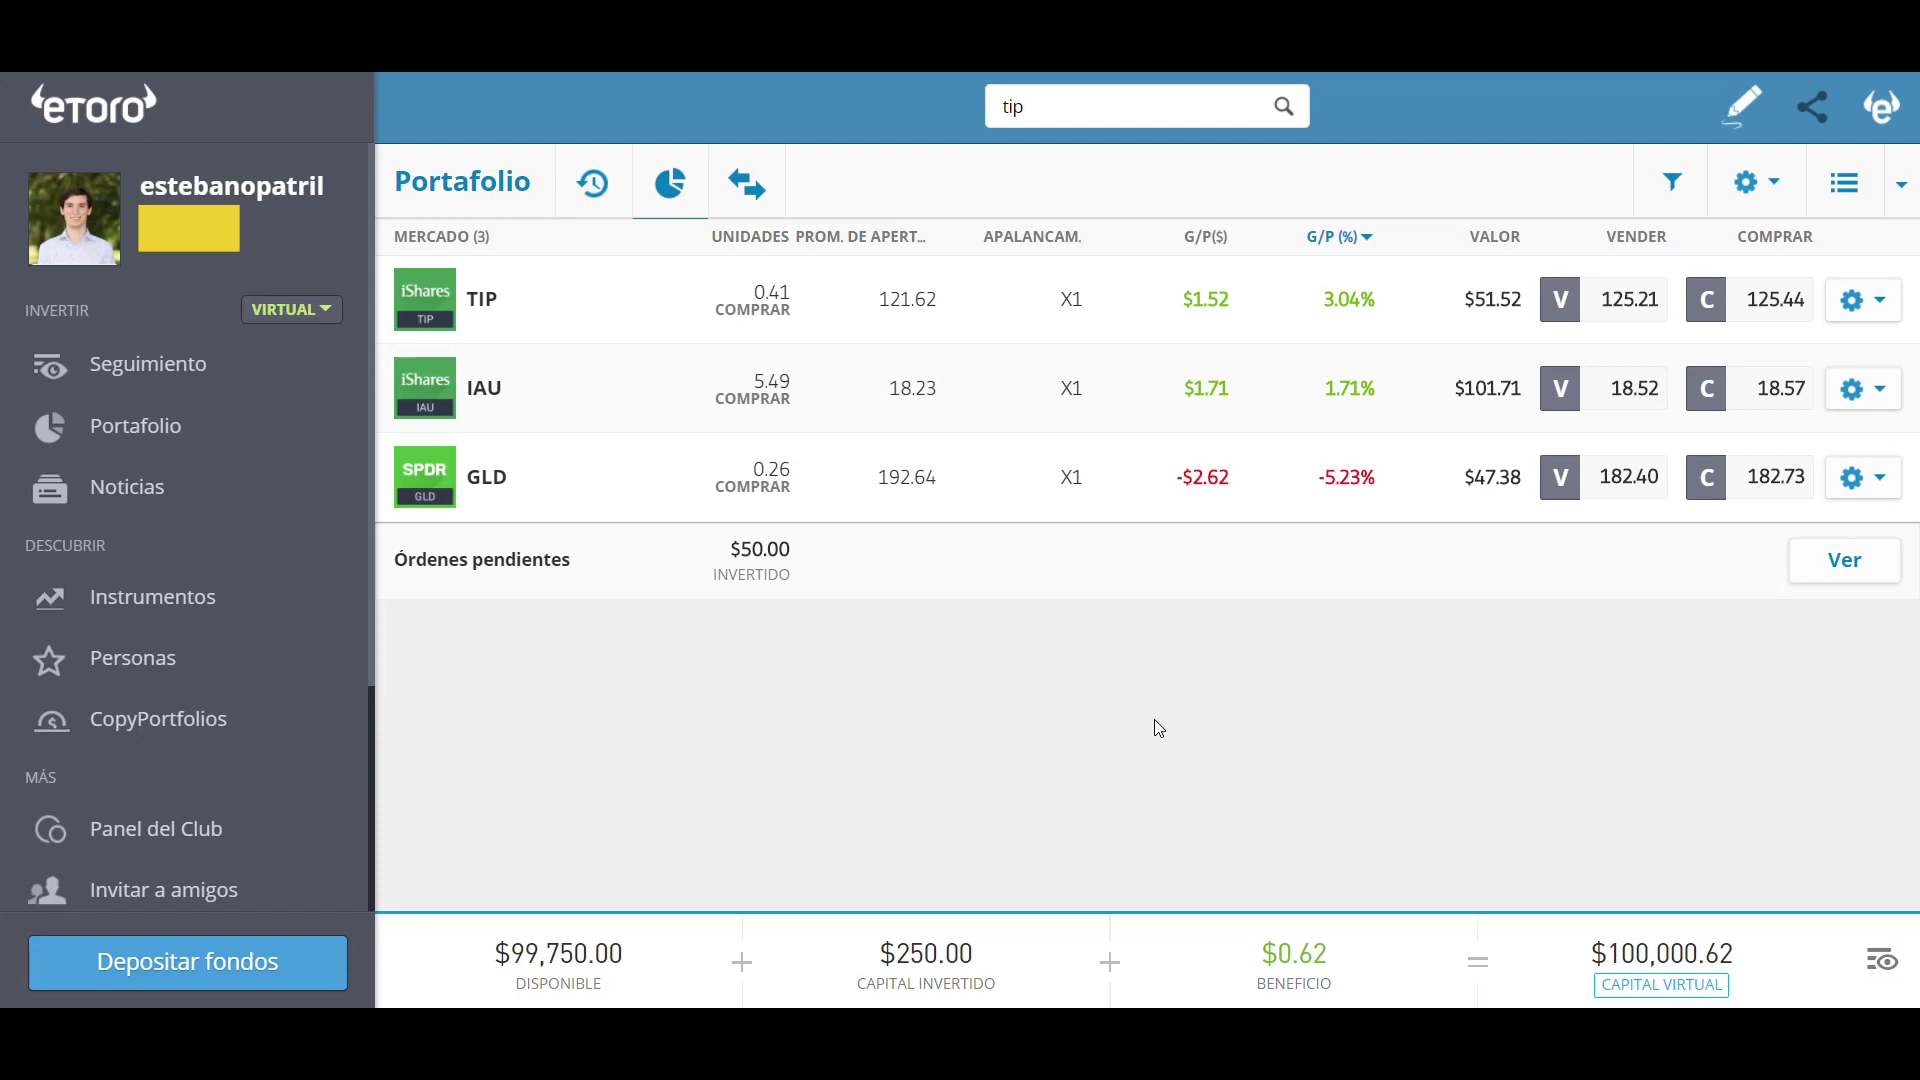 eTORO
tip
estebanopatril
Portafolio
INVERTIR
VIRTUAL
MERCADO (3) UNIDADES PROM. DE APERT... APALANCAM. G/P($) G/P (%) VALOR VENDER COMPRAR
iShares
TIP
TIP 0.41 121.62 X1 $1.52 3.04% $51.52 V 125.21 C 125.44
COMPRAR
Seguimiento
iShares
IAU
IAU 5.49 18.23 X1 $1.71 1.71% $101.71 V 18.52 C 18.57
COMPRAR
Portafolio
SPDR
GLD
GLD 0.26 192.64 X1 -$2.62 -5.23% $47.38 V 182.40 C 182.73
COMPRAR
Noticias
DESCUBRIR
Órdenes pendientes $50.00 Ver
INVERTIDO
Instrumentos
Personas
CopyPortfolios
MÁS
Panel del Club
Invitar a amigos
Depositar fondos
$99,750.00 + $250.00 + $0.62 = $100,000.62
DISPONIBLE CAPITAL INVERTIDO BENEFICIO CAPITAL VIRTUAL